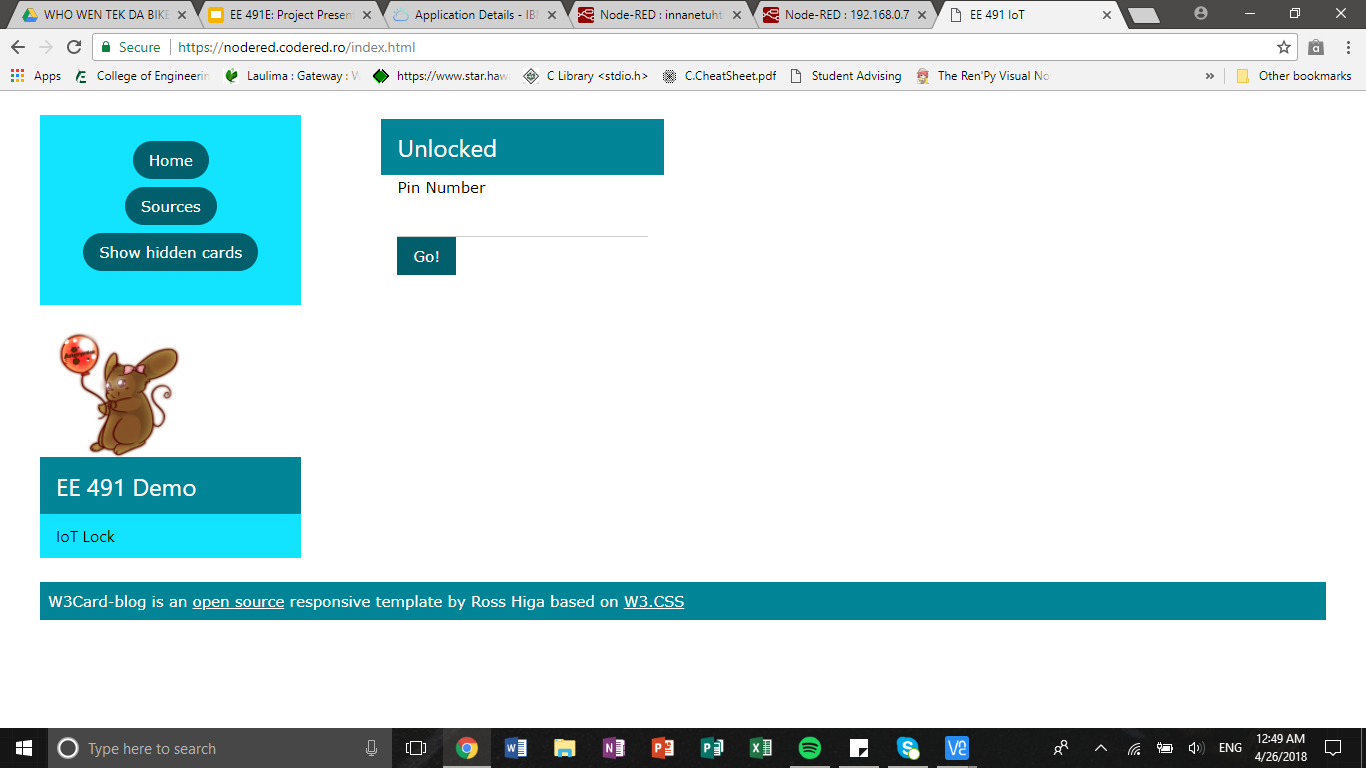 WHO WEN TEK DA BIKE
EE 491E: Project Present
Application Details - IB
Node-RED : innanetuht
Node-RED : 192.168.0.7
EE 491 IoT
Secure
https://nodered.codered.ro/index.html
Apps
College of Engineerin
Laulima : Gateway :
https://www.star.haw
C Library <stdio.h>
C.CheatSheet.pdf
Student Advising
The Ren'Py Visual No
»
Other bookmarks
Home
Sources
Show hidden cards
Unlocked
Pin Number
Go!
EE 491 Demo
IoT Lock
W3Card-blog is an open source responsive template by Ross Higa based on W3.CSS
Type here to search
ENG
12:49 AM
4/26/2018